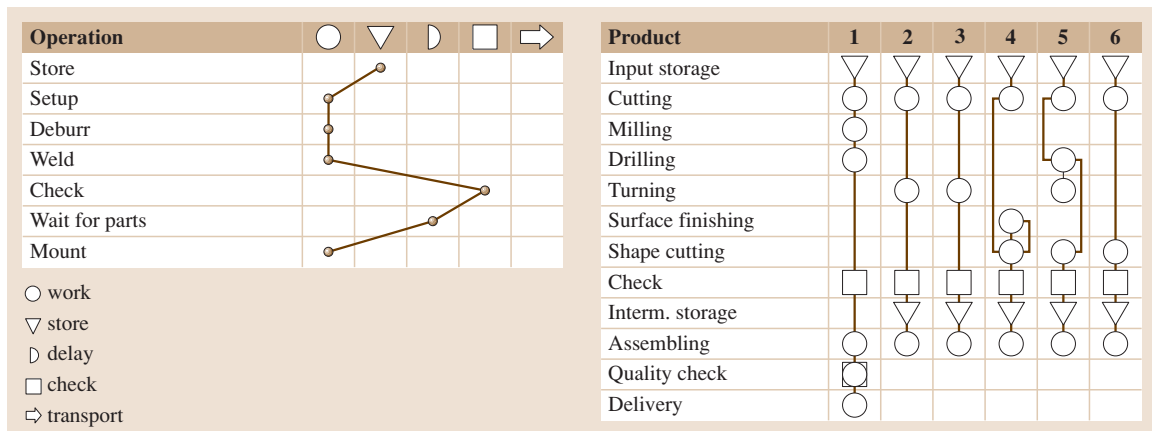 Operation
Store
Setup
Deburr
Weld
Check
Wait for parts
Mount
work
store
delay
check
transport
Product 1 2 3 4 5 6
Input storage
Cutting
Milling
Drilling
Turning
Surface finishing
Shape cutting
Check
Interm. storage
Assembling
Quality check
Delivery